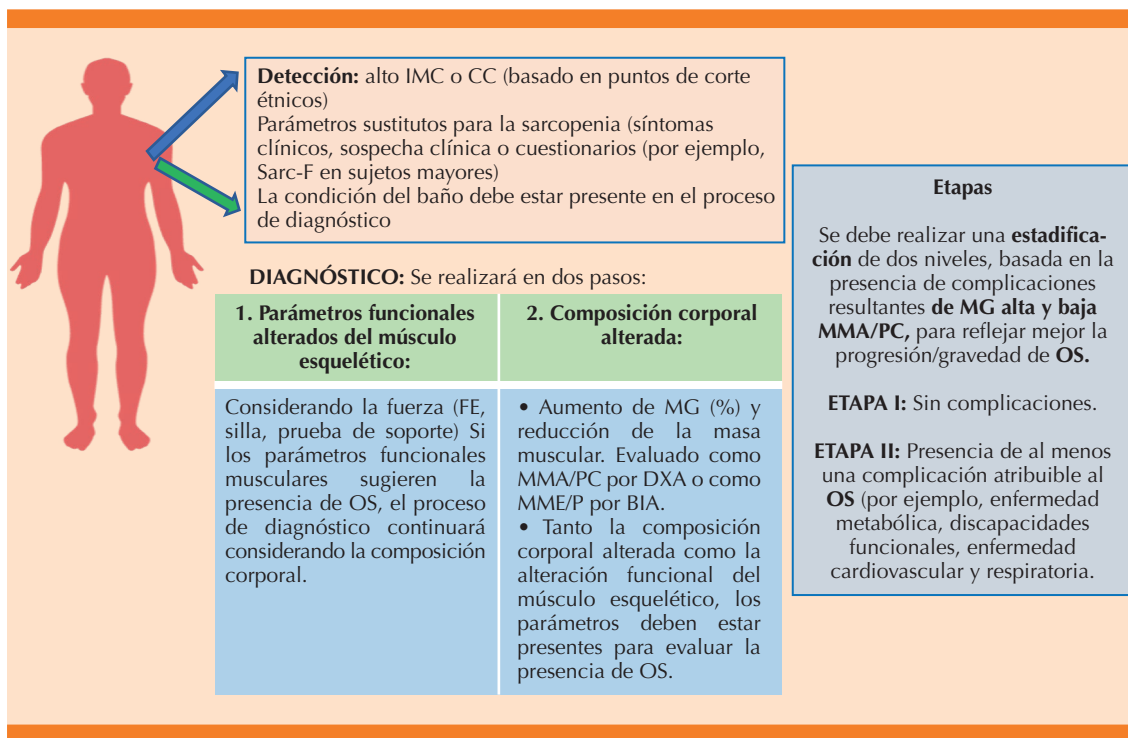 Detección: alto IMC o CC (basado en puntos de corte
étnicos)
Parámetros sustitutos para la sarcopenia (síntomas
clínicos, sospecha clínica o cuestionarios (por ejemplo,
Sarc-F en sujetos mayores)
La condición del baño debe estar presente en el proceso
de diagnóstico
DIAGNÓSTICO: Se realizará en dos pasos:
1. Parámetros funcionales
alterados del músculo
esquelético:
Considerando la fuerza (FE,
silla, prueba de soporte) Si
los parámetros funcionales
musculares sugieren la
presencia de OS, el proceso
de diagnóstico continuará
considerando la composición
corporal.
2. Composición corporal
alterada:
• Aumento de MG (%) y
reducción de la masa
muscular. Evaluado como
MMA/PC por DXA o como
MME/P por BIA.
• Tanto la composición
corporal alterada como la
alteración funcional del
músculo esquelético, los
parámetros deben estar
presentes para evaluar la
presencia de OS.
Etapas
Se debe realizar una estadifica-
ción de dos niveles, basada en la
presencia de complicaciones
resultantes de MG alta y baja
MMA/PC, para reflejar mejor la
progresión/gravedad de OS.
ETAPA I: Sin complicaciones.
ETAPA II: Presencia de al menos
una complicación atribuible al
OS (por ejemplo, enfermedad
metabólica, discapacidades
funcionales, enfermedad
cardiovascular y respiratoria.